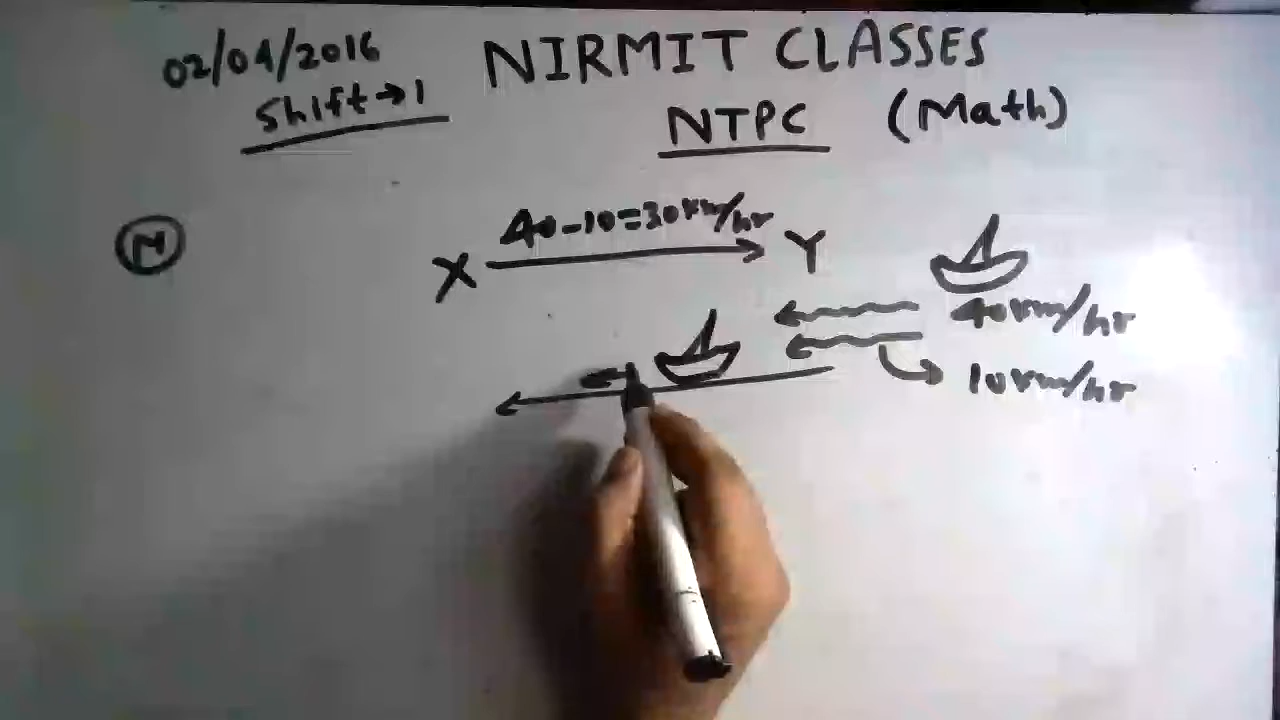 02/04/2016 NIRMIT CLASSES
Shift→1
NTPC (Math)
40-10=30km/hr
X Y
40km/hr
10km/hr